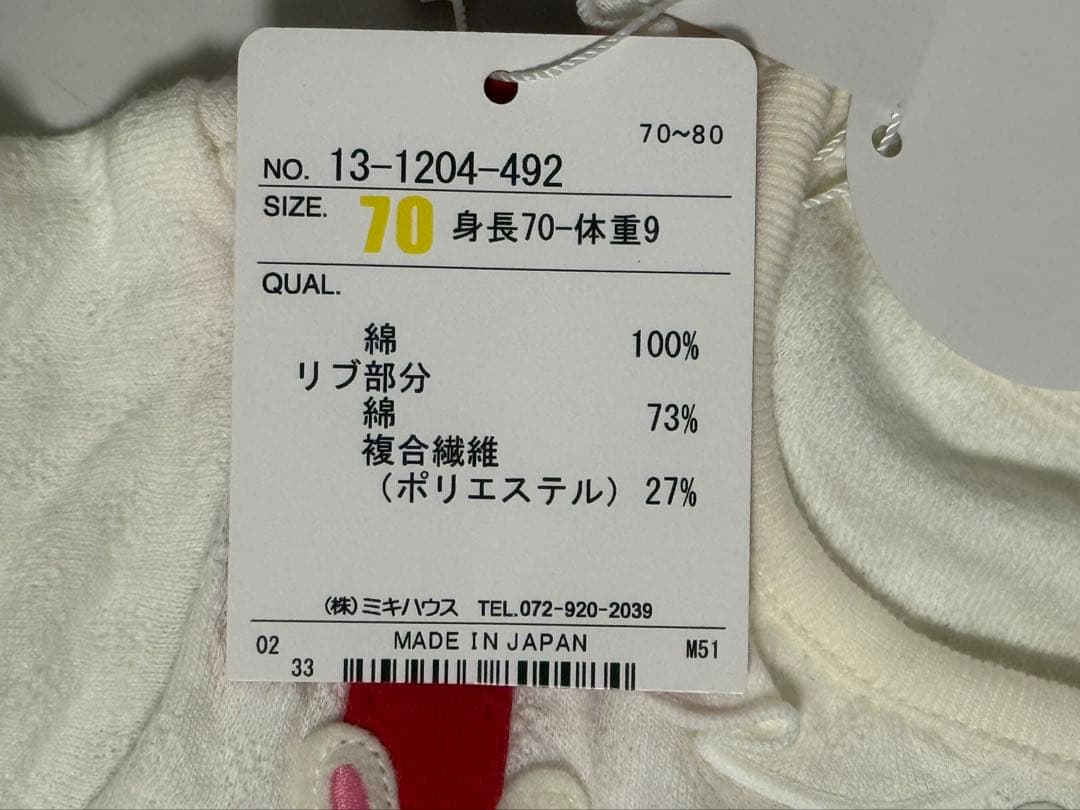 70~80
NO. 13-1204-492
SIZE. 70 身長70-体重9
QUAL.
綿 100%
リブ部分
綿 73%
複合繊維
(ポリエステル) 27%
(株)ミキハウス TEL.072-920-2039
02 MADE IN JAPAN M51
33